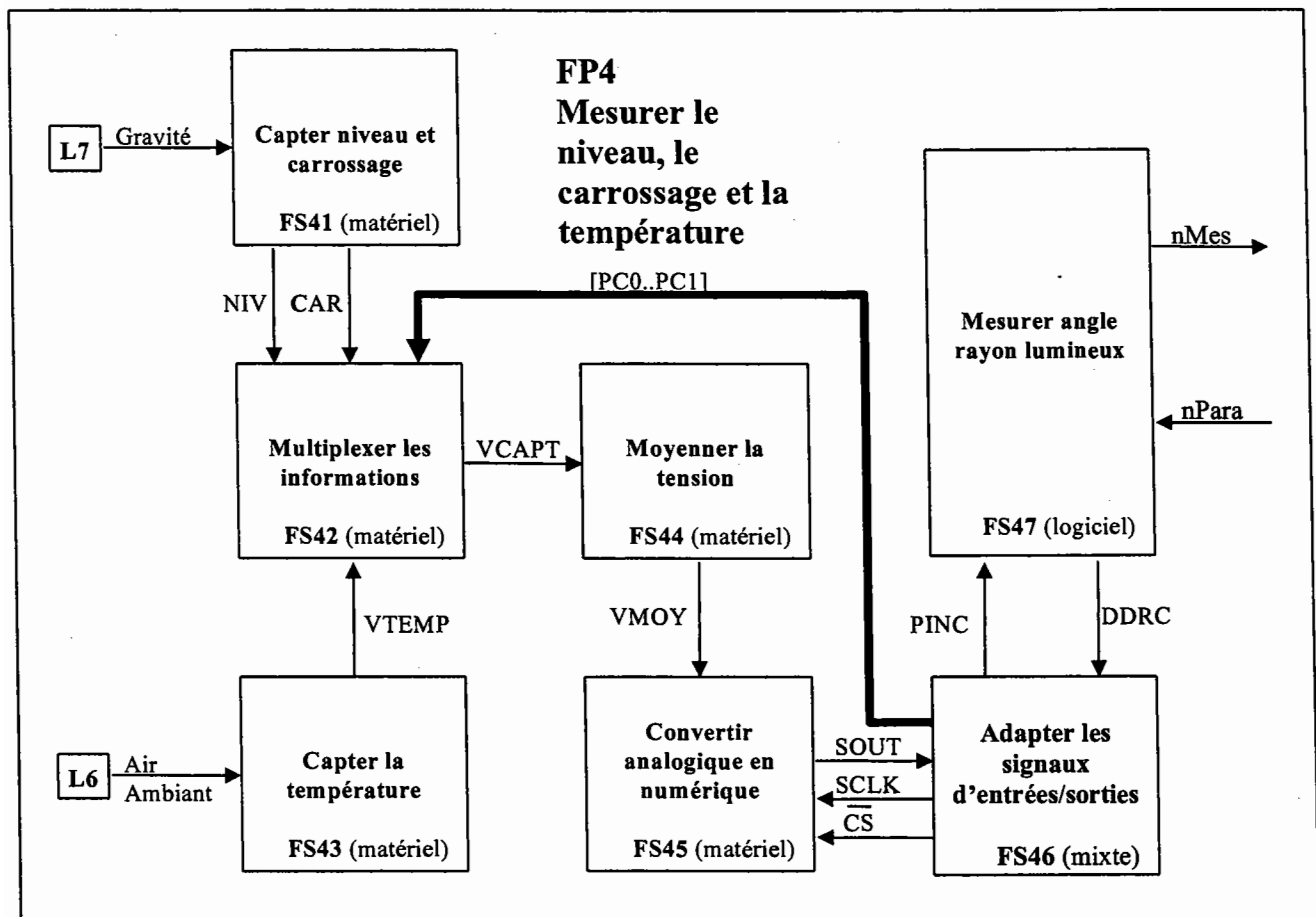 FP4
Mesurer le
niveau, le
carrossage et la
température
L7
Gravité
Capter niveau et
carrossage
FS41 (matériel)
NIV
CAR
[PC0..PC1]
Multiplexer les
informations
FS42 (matériel)
VCAPT
Moyenner la
tension
FS44 (matériel)
Mesurer angle
rayon lumineux
FS47 (logiciel)
nMes
nPara
VTEMP
VMOY
PINC
DDRC
L6
Air
Ambiant
Capter la
température
FS43 (matériel)
Convertir
analogique en
numérique
FS45 (matériel)
SOUT
SCLK
CS
Adapter les
signaux
d'entrées/sorties
FS46 (mixte)